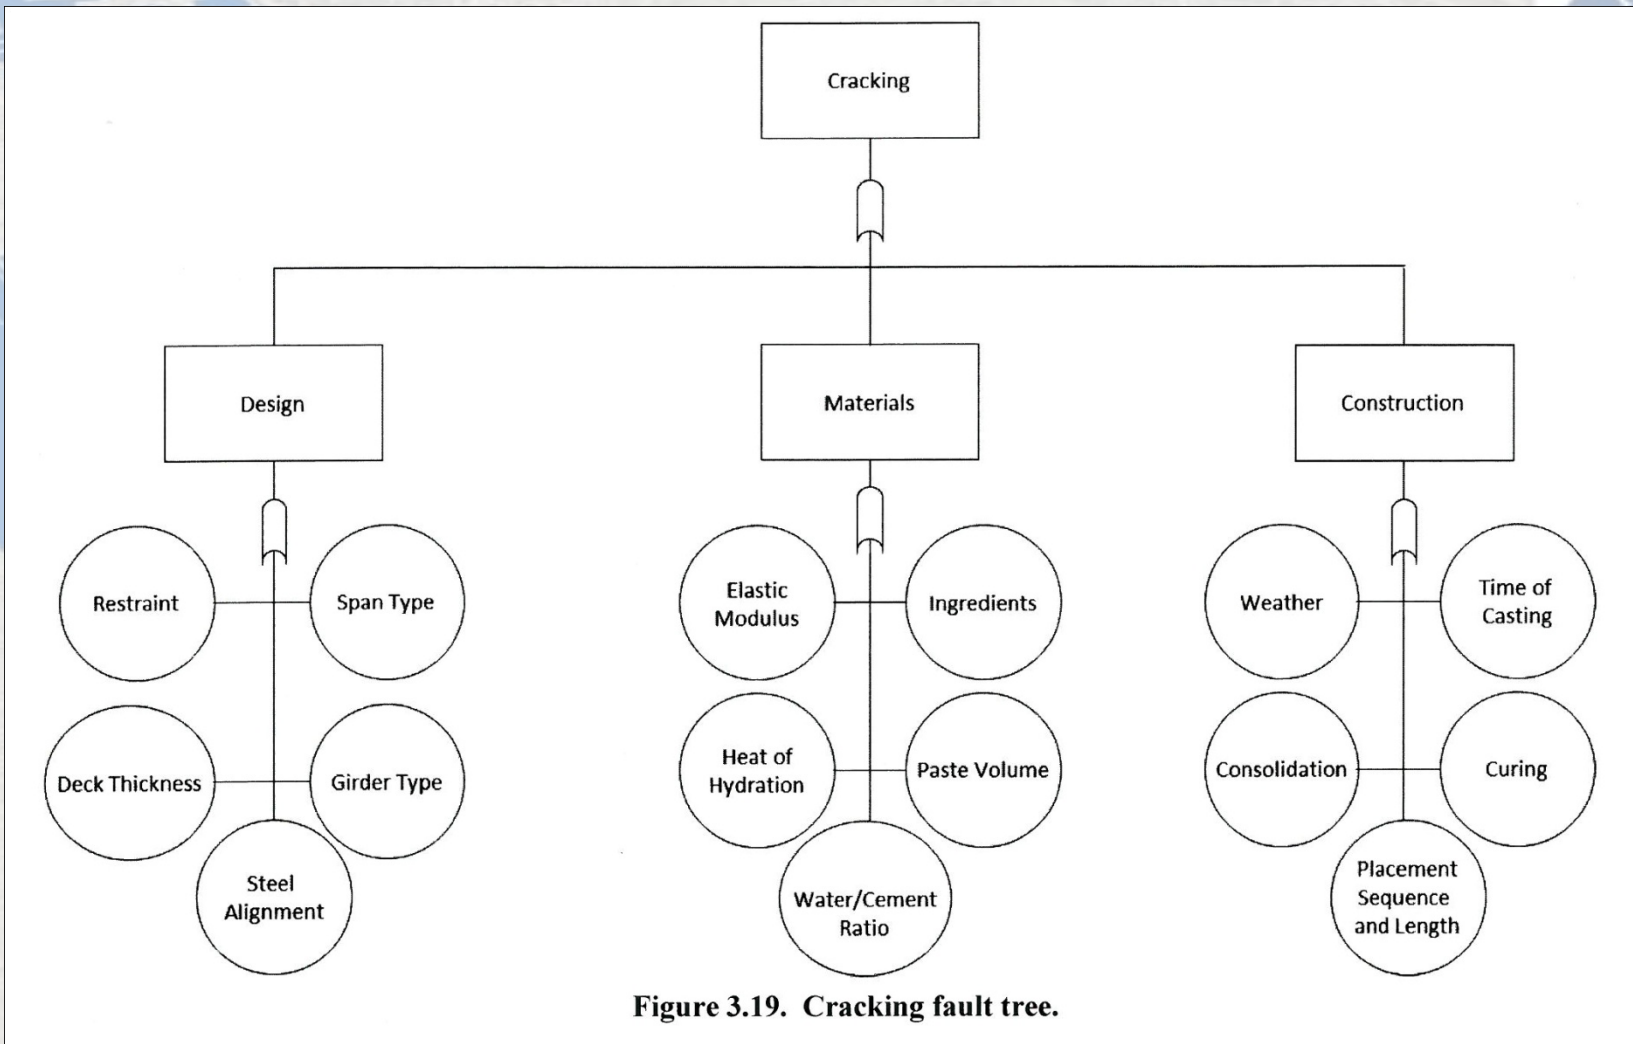 Cracking
Design
Materials
Construction
Restraint
Span Type
Elastic
Modulus
Ingredients
Weather
Time of
Casting
Deck Thickness
Girder Type
Heat of
Hydration
Paste Volume
Consolidation
Curing
Steel
Alignment
Water/Cement
Ratio
Placement
Sequence
and Length
Figure 3.19.  Cracking fault tree.